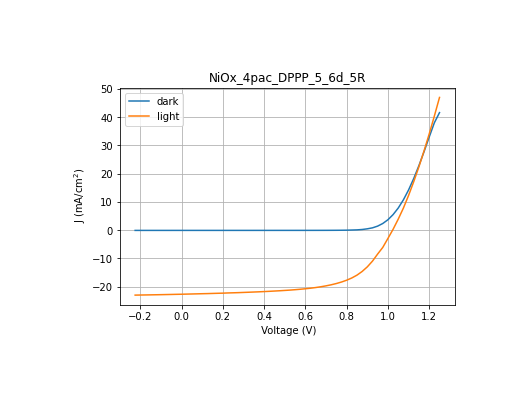 NiOx_4pac_DPPP_5_6d_5R
dark
light
50
40
30
20
10
0
−10
−20
J (mA/cm²)
−0.2 0.0 0.2 0.4 0.6 0.8 1.0 1.2
Voltage (V)